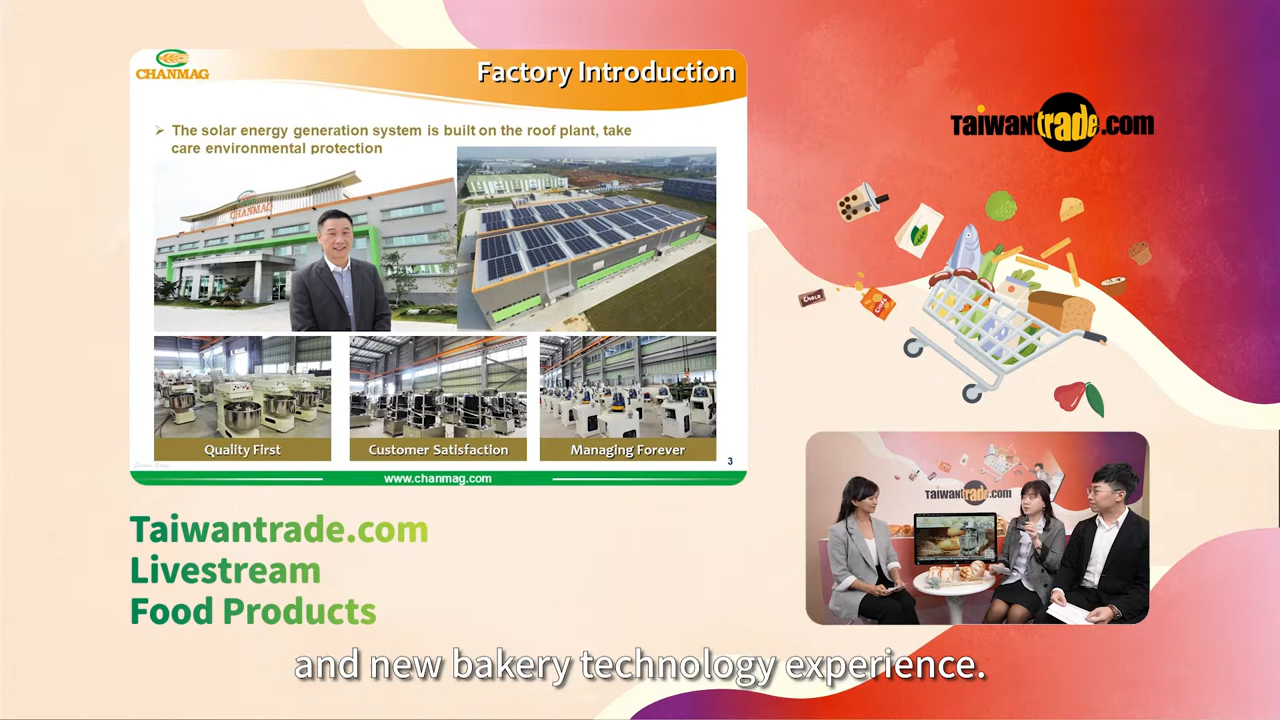 CHANMAG
Factory Introduction
➢ The solar energy generation system is built on the roof plant, take
care environmental protection
CHANMAG
Quality First
Customer Satisfaction
Managing Forever
3
www.chanmag.com
Taiwantrade.com
Livestream
Food Products
Taiwantrade.com
Choco
Chips
Taiwantrade.com
and new bakery technology experience.